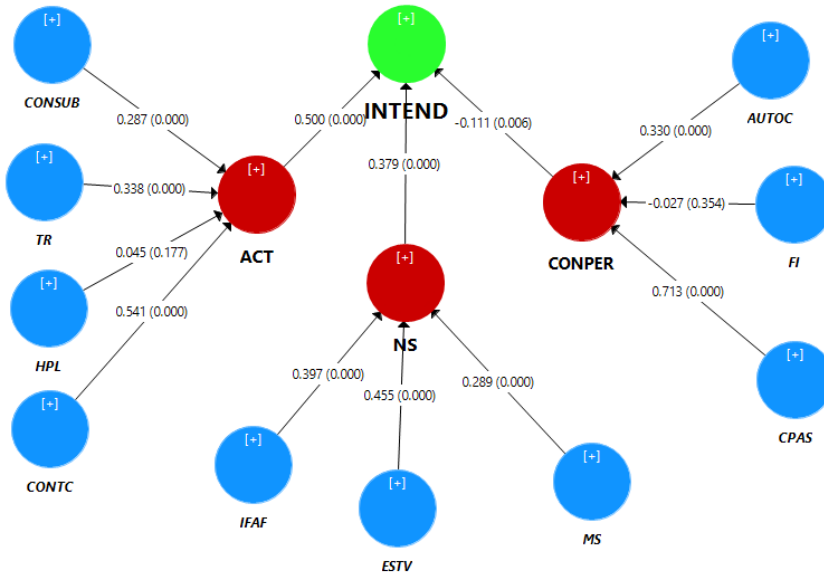 [+]
[+]
[+]
CONSUB
INTEND
AUTOC
0.287 (0.000)
0.500 (0.000)
-0.111 (0.006)
0.330 (0.000)
[+]
0.338 (0.000)
0.379 (0.000)
[+]
[+]
[+]
-0.027 (0.354)
TR
ACT
CONPER
FI
0.045 (0.177)
[+]
[+]
0.541 (0.000)
0.713 (0.000)
HPL
NS
[+]
0.397 (0.000)
0.455 (0.000)
0.289 (0.000)
[+]
CPAS
CONTC
[+]
[+]
[+]
IFAF
ESTV
MS